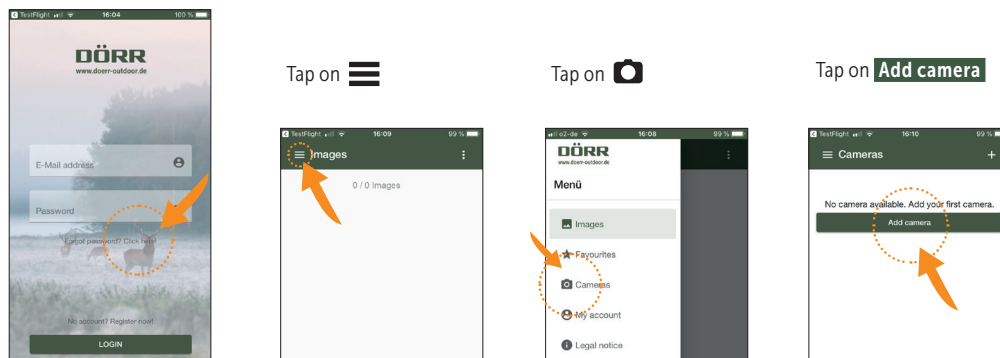 TestFlight 16:04 100 %
DÖRR
www.doerr-outdoor.de
E-Mail address
Password
Forgot password? Click here!
No account? Register now!
LOGIN
Tap on
TestFlight 16:09 99 %
Images
0 / 0 Images
Tap on
o2-de 16:08 99 %
DÖRR
www.doerr-outdoor.de
Menü
Images
Favourites
Cameras
My account
Legal notice
Tap on Add camera
TestFlight 16:10 99 %
Cameras +
No camera available. Add your first camera.
Add camera